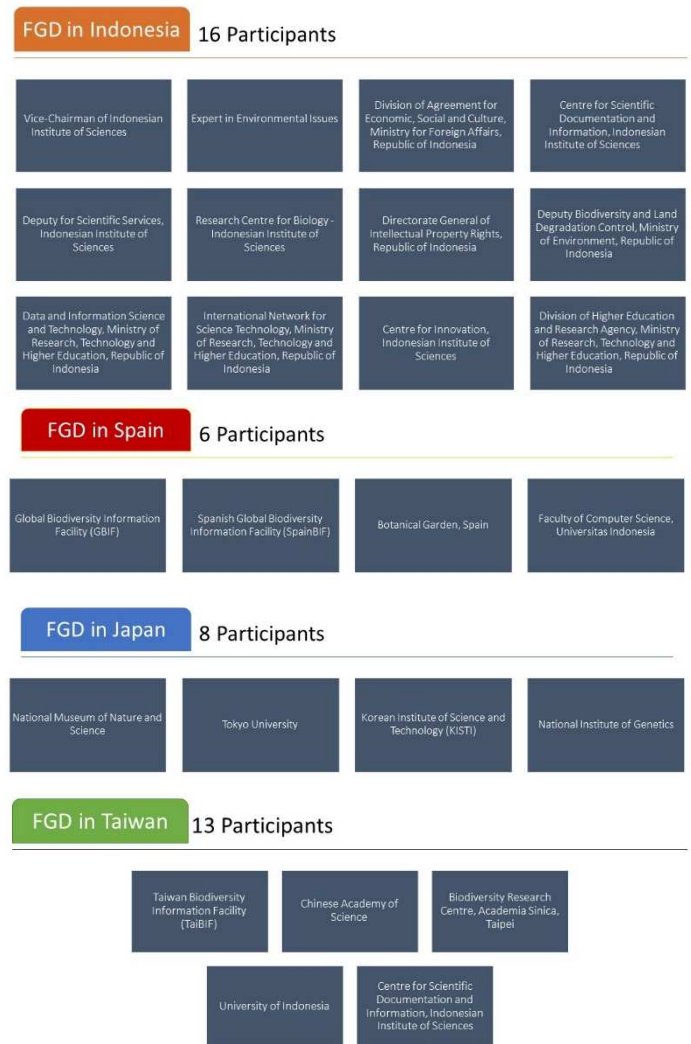 FGD in Indonesia
16 Participants
Vice-Chairman of Indonesian
Institute of Sciences
Expert in Environmental Issues
Division of Agreement for
Economic, Social and Culture,
Ministry for Foreign Affairs,
Republic of Indonesia
Centre for Scientific
Documentation and
Information, Indonesian
Institute of Sciences
Deputy for Scientific Services,
Indonesian Institute of
Sciences
Research Centre for Biology -
Indonesian Institute of
Sciences
Directorate General of
Intellectual Property Rights,
Republic of Indonesia
Deputy Biodiversity and Land
Degradation Control, Ministry
of Environment, Republic of
Indonesia
Data and Information Science
and Technology, Ministry of
Research, Technology and
Higher Education, Republic of
Indonesia
International Network for
Science Technology, Ministry
of Research, Technology and
Higher Education, Republic of
Indonesia
Centre for Innovation,
Indonesian Institute of
Sciences
Division of Higher Education
and Research Agency, Ministry
of Research, Technology and
Higher Education, Republic of
Indonesia
FGD in Spain
6 Participants
Global Biodiversity Information
Facility (GBIF)
Spanish Global Biodiversity
Information Facility (SpainBIF)
Botanical Garden, Spain
Faculty of Computer Science,
Universitas Indonesia
FGD in Japan
8 Participants
National Museum of Nature and
Science
Tokyo University
Korean Institute of Science and
Technology (KISTI)
National Institute of Genetics
FGD in Taiwan
13 Participants
Taiwan Biodiversity
Information Facility
(TaiBIF)
Chinese Academy of
Science
Biodiversity Research
Centre, Academia Sinica,
Taipei
University of Indonesia
Centre for Scientific
Documentation and
Information, Indonesian
Institute of Sciences